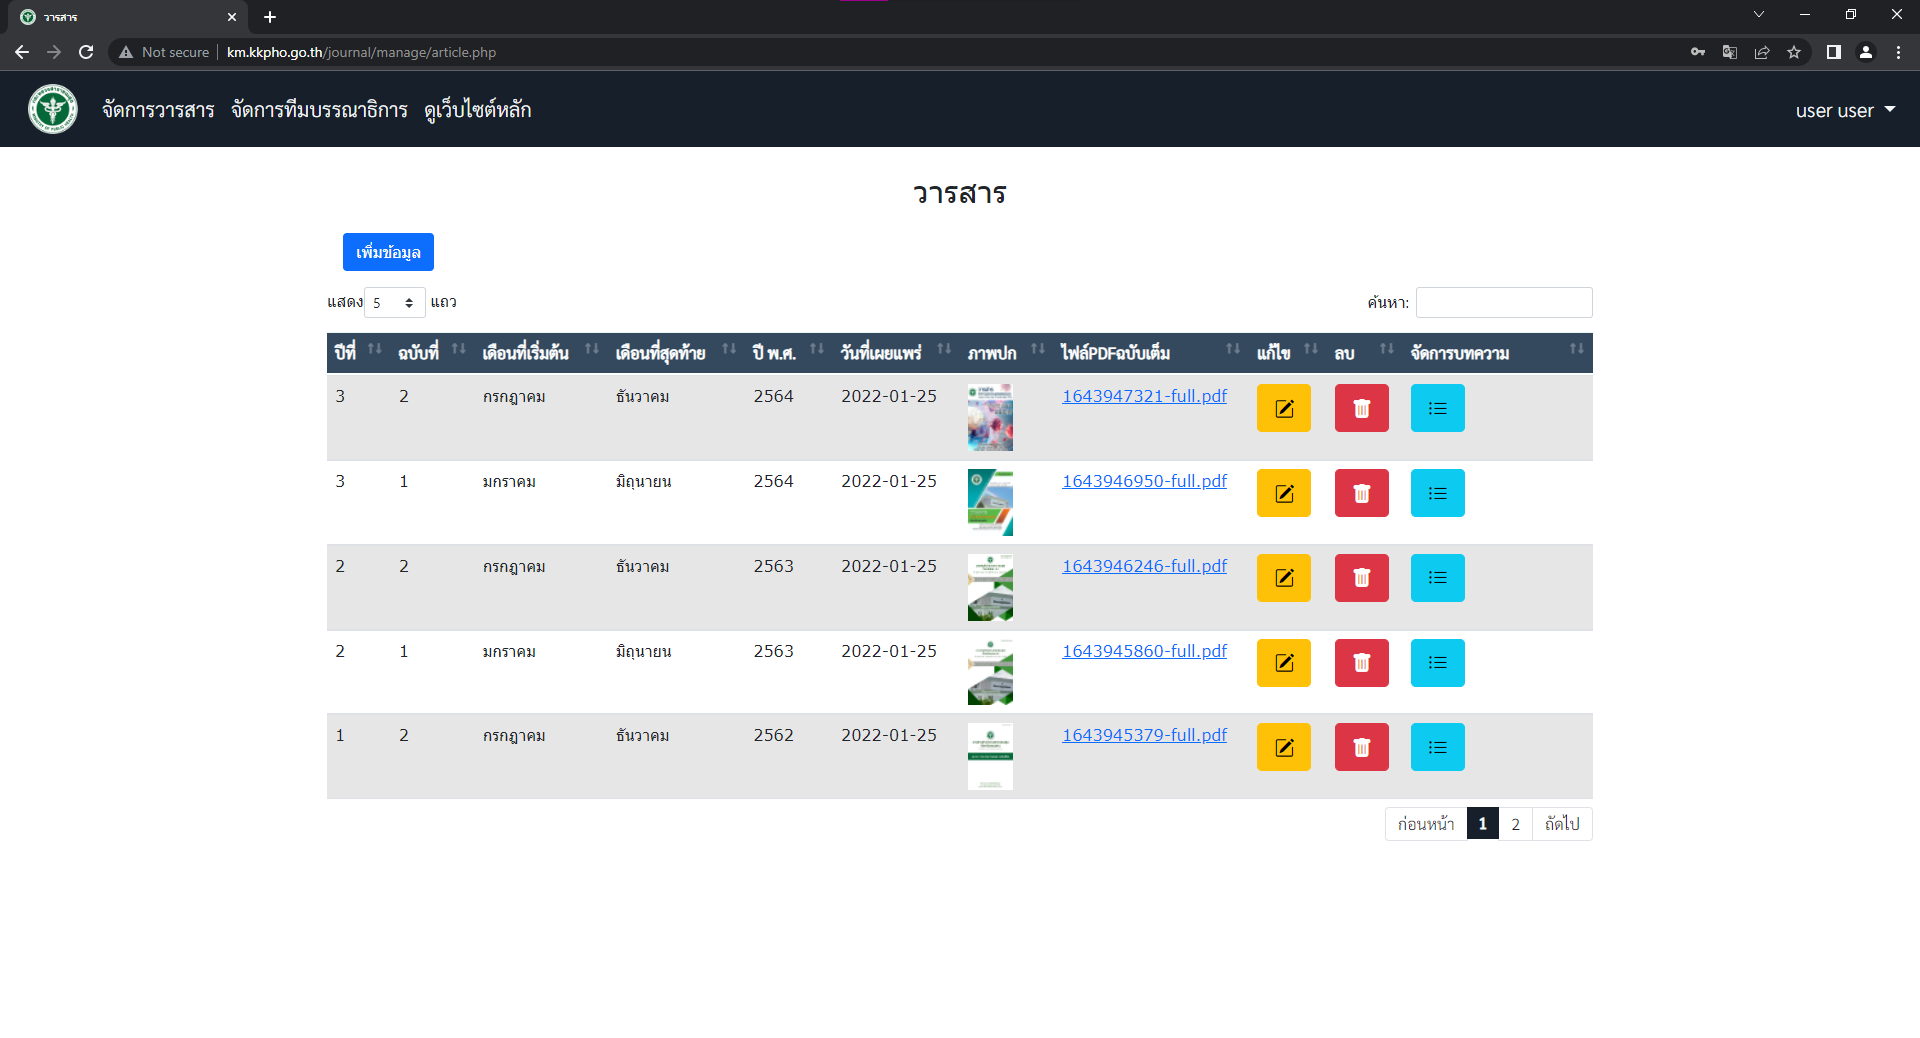 วารสาร
Not secure km.kkpho.go.th/journal/manage/article.php
จัดการวารสาร จัดการทีมบรรณาธิการ ดูเว็บไซต์หลัก user user
วารสาร
เพิ่มข้อมูล
แสดง 5 แถว ค้นหา:
ปีที่ ฉบับที่ เดือนที่เริ่มต้น เดือนที่สุดท้าย ปี พ.ศ. วันที่เผยแพร่ ภาพปก ไฟล์PDFฉบับเต็ม แก้ไข ลบ จัดการบทความ
3 2 กรกฎาคม ธันวาคม 2564 2022-01-25 1643947321-full.pdf
3 1 มกราคม มิถุนายน 2564 2022-01-25 1643946950-full.pdf
2 2 กรกฎาคม ธันวาคม 2563 2022-01-25 1643946246-full.pdf
2 1 มกราคม มิถุนายน 2563 2022-01-25 1643945860-full.pdf
1 2 กรกฎาคม ธันวาคม 2562 2022-01-25 1643945379-full.pdf
ก่อนหน้า 1 2 ถัดไป